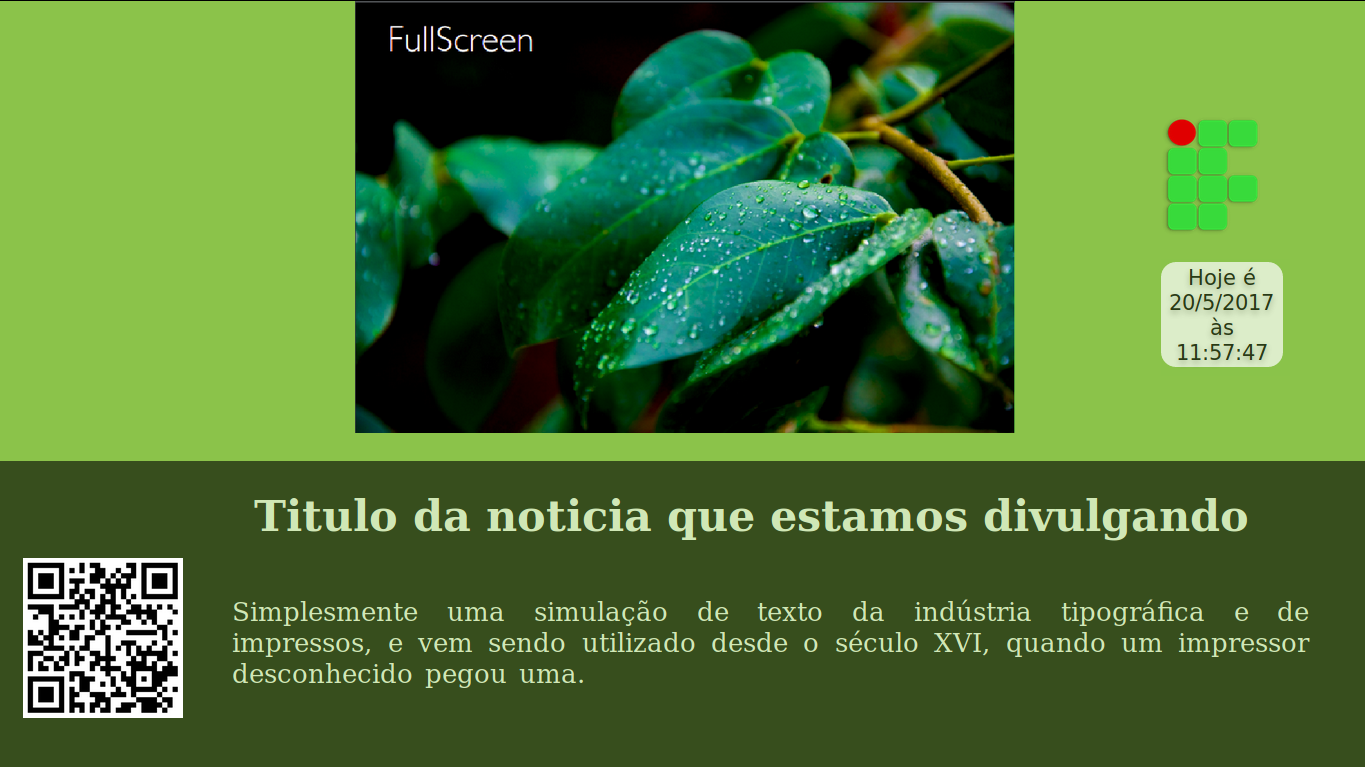 FullScreen
Hoje é
20/5/2017
às
11:57:47
Titulo da noticia que estamos divulgando
Simplesmente uma simulação de texto da indústria tipográfica e de
impressos, e vem sendo utilizado desde o século XVI, quando um impressor
desconhecido pegou uma.